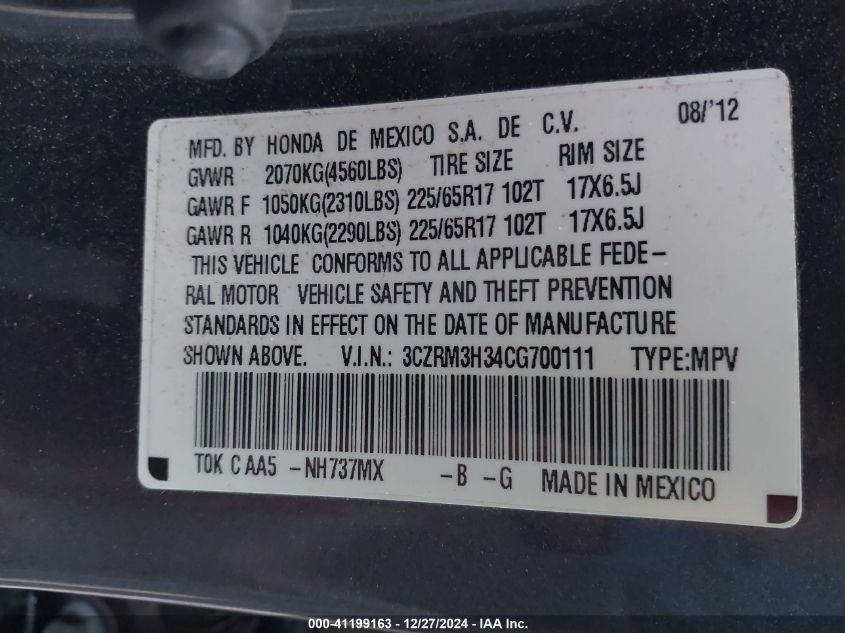 MFD. BY HONDA DE MEXICO S.A. DE C.V. 08/'12
GVWR 2070KG(4560LBS) TIRE SIZE RIM SIZE
GAWR F 1050KG(2310LBS) 225/65R17 102T 17X6.5J
GAWR R 1040KG(2290LBS) 225/65R17 102T 17X6.5J
THIS VEHICLE CONFORMS TO ALL APPLICABLE FEDE-
RAL MOTOR VEHICLE SAFETY AND THEFT PREVENTION
STANDARDS IN EFFECT ON THE DATE OF MANUFACTURE
SHOWN ABOVE. V.I.N.: 3CZRM3H34CG700111 TYPE:MPV
T0K C AA5 -NH737MX -B -G MADE IN MEXICO
000-41199163 - 12/27/2024 - IAA Inc.